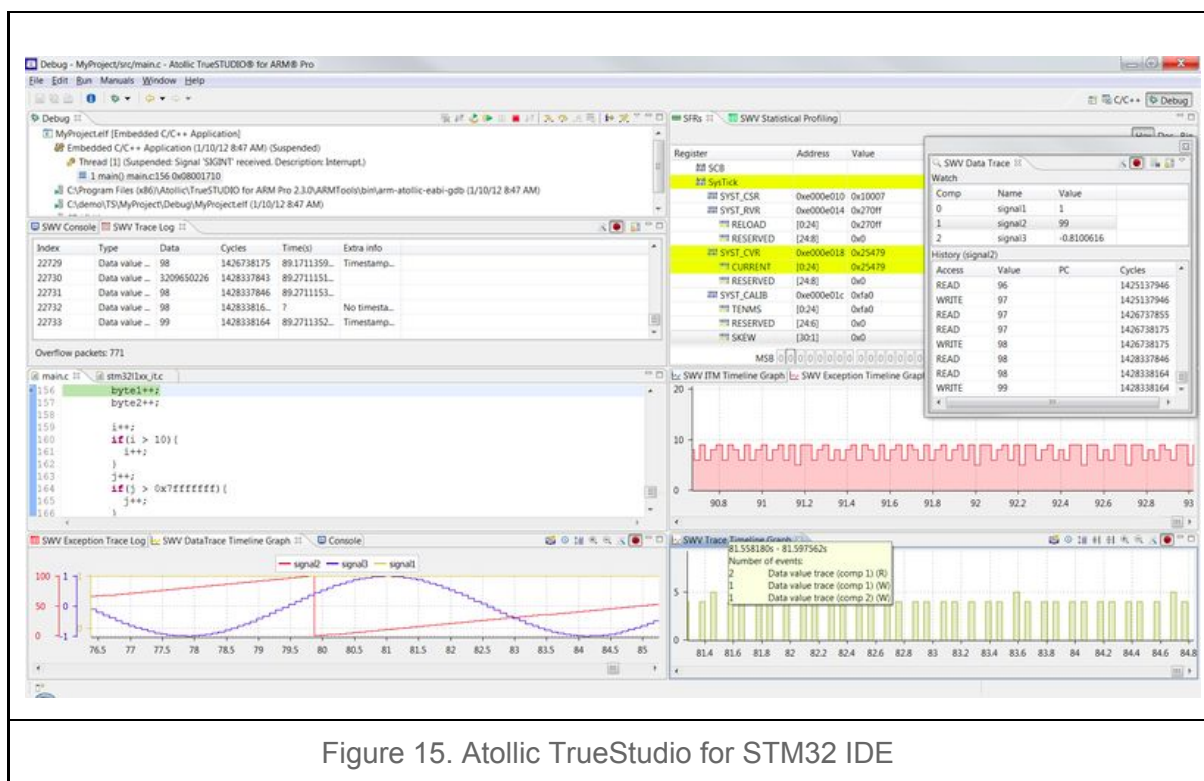 Debug - MyProject/src/main.c - Atollic TrueSTUDIO® for ARM® Pro
File Edit Run Manuals Window Help
C/C++ Debug
Debug
MyProject.elf [Embedded C/C++ Application]
Embedded C/C++ Application (1/10/12 8:47 AM) (Suspended)
Thread [1] (Suspended: Signal 'SIGINT' received. Description: Interrupt.)
1 main() main.c:156 0x08001710
C:\Program Files (x86)\Atollic\TrueSTUDIO for ARM Pro 2.3.0\ARMTools\bin\arm-atollic-eabi-gdb (1/10/12 8:47 AM)
C:\demo\TS\MyProject\Debug\MyProject.elf (1/10/12 8:47 AM)
SWV Console SWV Trace Log
Index Type Data Cycles Time(s) Extra info
22729 Data value ... 98 1426738175 89.1711359... Timestamp...
22730 Data value ... 3209650226 1428337843 89.2711151...
22731 Data value ... 98 1428337846 89.2711153...
22732 Data value ... 98 142833816... ? No timesta...
22733 Data value ... 99 1428338164 89.2711352... Timestamp...
Overflow packets: 771
SFRs SWV Statistical Profiling
Register Address Value
SCB
SysTick
SYST_CSR 0xe000e010 0x10007
SYST_RVR 0xe000e014 0x270ff
RELOAD [0:24] 0x270ff
RESERVED [24:8] 0x0
SYST_CVR 0xe000e018 0x25479
CURRENT [0:24] 0x25479
RESERVED [24:8] 0x0
SYST_CALIB 0xe000e01c 0xfa0
TENMS [0:24] 0xfa0
RESERVED [24:6] 0x0
SKEW [30:1] 0x0
MSB 0 0 0 0 0 0 0 0 0 0 0 0 0 0
SWV Data Trace
Watch
Comp Name Value
0 signal1 1
1 signal2 99
2 signal3 -0.8100616
History (signal2)
Access Value PC Cycles
READ 96 1425137946
WRITE 97 1425137946
READ 97 1426737855
READ 97 1426738175
WRITE 98 1426738175
READ 98 1428337846
READ 98 1428338164
WRITE 99 1428338164
main.c stm32l1xx_it.c
156 byte1++;
157 byte2++;
158
159 i++;
160 if(i > 10){
161 i++;
162 }
163 j++;
164 if(j > 0x7fffffff){
165 j++;
166 }
SWV ITM Timeline Graph SWV Exception Timeline Graph
20
10
0
90.8 91 91.2 91.4 91.6 91.8 92 92.2 92.4 92.6 92.8 93
SWV Exception Trace Log SWV DataTrace Timeline Graph Console
signal2 signal3 signal1
100 1
50 0
0 -1
76.5 77 77.5 78 78.5 79 79.5 80 80.5 81 81.5 82 82.5 83 83.5 84 84.5 85
SWV Trace Timeline Graph
81.558180s - 81.597562s
Number of events:
2 Data value trace (comp 1) (R)
1 Data value trace (comp 1) (W)
1 Data value trace (comp 2) (W)
5
0
81.4 81.6 81.8 82 82.2 82.4 82.6 82.8 83 83.2 83.4 83.6 83.8 84 84.2 84.4 84.6 84.8
Figure 15. Atollic TrueStudio for STM32 IDE